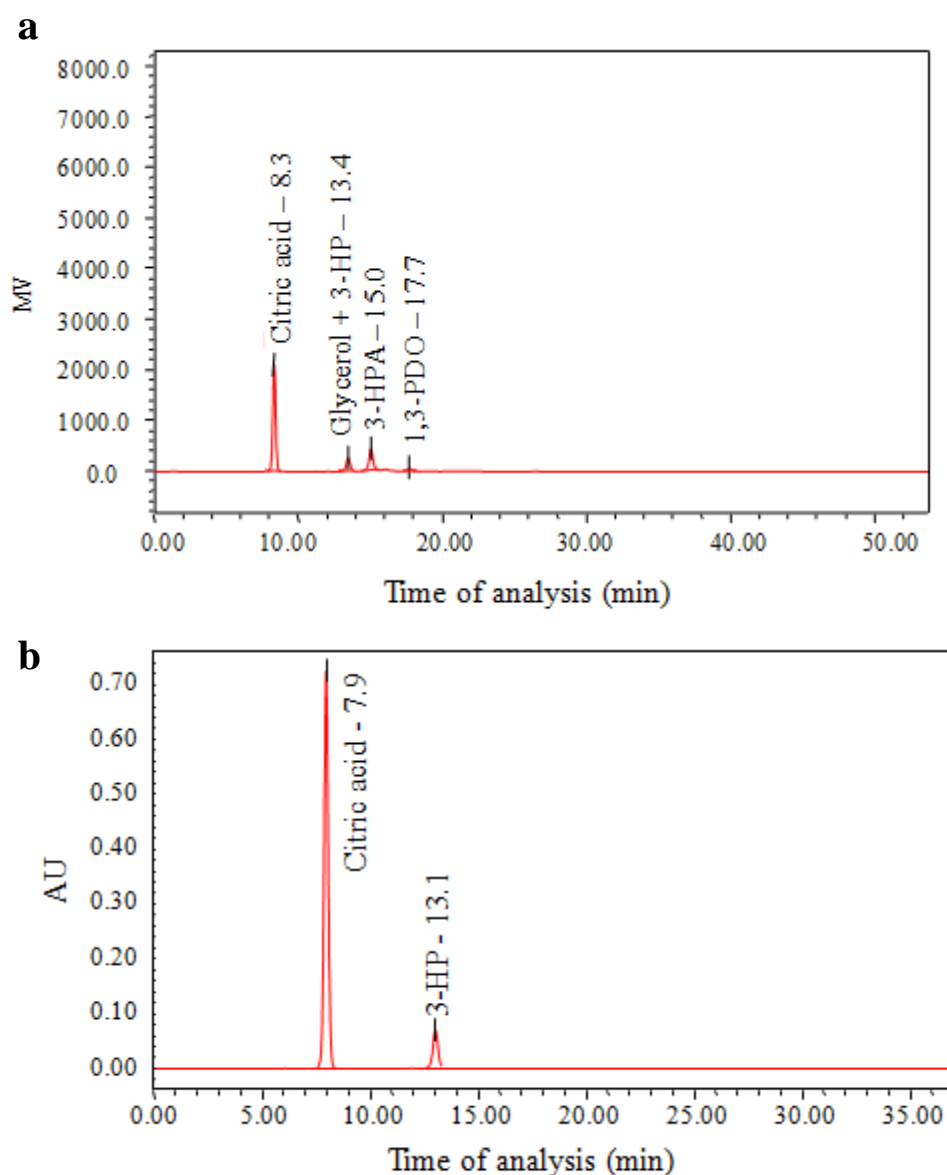 a
8000.0
7000.0
6000.0
5000.0
4000.0
3000.0
2000.0
1000.0
0.0
MV
Citric acid – 8.3
Glycerol + 3-HP – 13.4
3-HPA – 15.0
1,3-PDO – 17.7
0.00 10.00 20.00 30.00 40.00 50.00
Time of analysis (min)
b
0.70
0.60
0.50
0.40
0.30
0.20
0.10
0.00
AU
Citric acid - 7.9
3-HP - 13.1
0.00 5.00 10.00 15.00 20.00 25.00 30.00 35.00
Time of analysis (min)